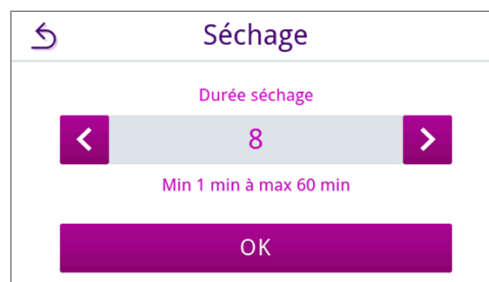 Séchage
Durée séchage
8
Min 1 min à max 60 min
OK